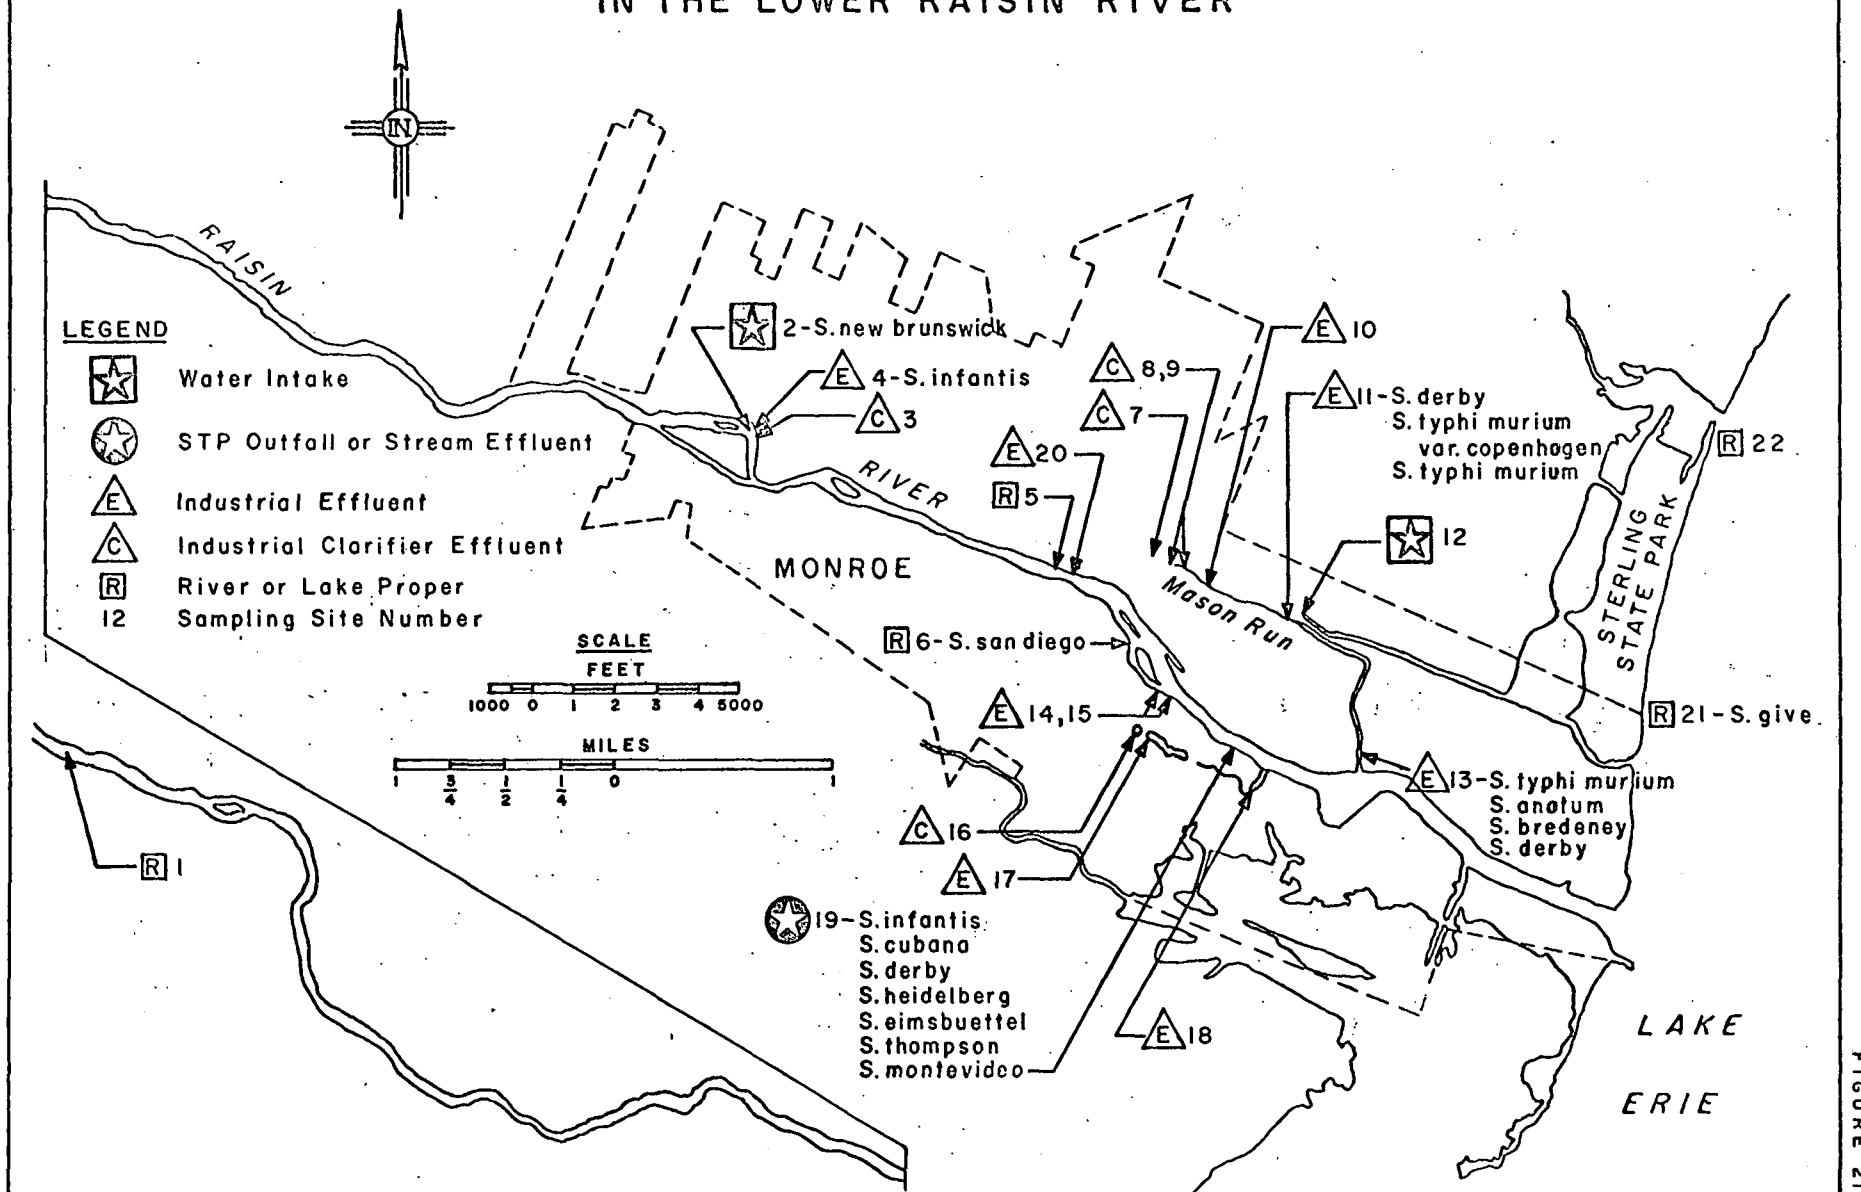 IN THE LOWER RAISIN RIVER
N
RAISIN
LEGEND
Water Intake
STP Outfall or Stream Effluent
E Industrial Effluent
C Industrial Clarifier Effluent
R River or Lake Proper
12 Sampling Site Number
2-S. new brunswick
E 4-S. infantis
C 3
E 10
C 8,9
C 7
E 11-S. derby
S. typhi murium
var. copenhagen
S. typhi murium
R 22
E 20
R 5
RIVER
12
STERLING
STATE PARK
MONROE
Mason Run
SCALE
FEET
1000 0 1 2 3 4 5000
MILES
1 3/4 1/2 1/4 0 1
R 6-S. san diego
E 14,15
R 21-S. give
E 13-S. typhi murium
S. anatum
S. bredeney
S. derby
C 16
E 17
R 1
19-S. infantis
S. cubana
S. derby
S. heidelberg
S. eimsbuettel
S. thompson
S. montevideo
E 18
LAKE
ERIE
FIGURE 21